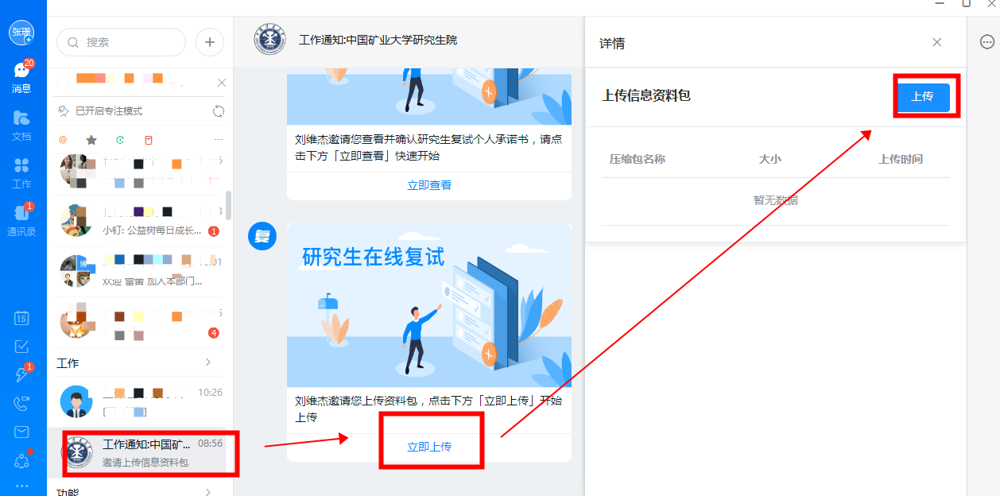 张珊
20
消息
文档
工作
1
通讯录
15
1
搜索
已开启专注模式
小钉: 公益树每日成长...
1
博
欢迎 雷雷 加入本部门...
4
工作
10:26
工作通知:中国矿... 08:56
邀请上传信息资料包
功能
工作通知:中国矿业大学研究生院
刘维杰邀请您查看并确认研究生复试个人承诺书，请点
击下方「立即查看」快速开始
立即查看
复
研究生在线复试
刘维杰邀请您上传资料包，点击下方「立即上传」开始
上传
立即上传
详情
上传信息资料包
上传
压缩包名称 大小 上传时间
暂无数据